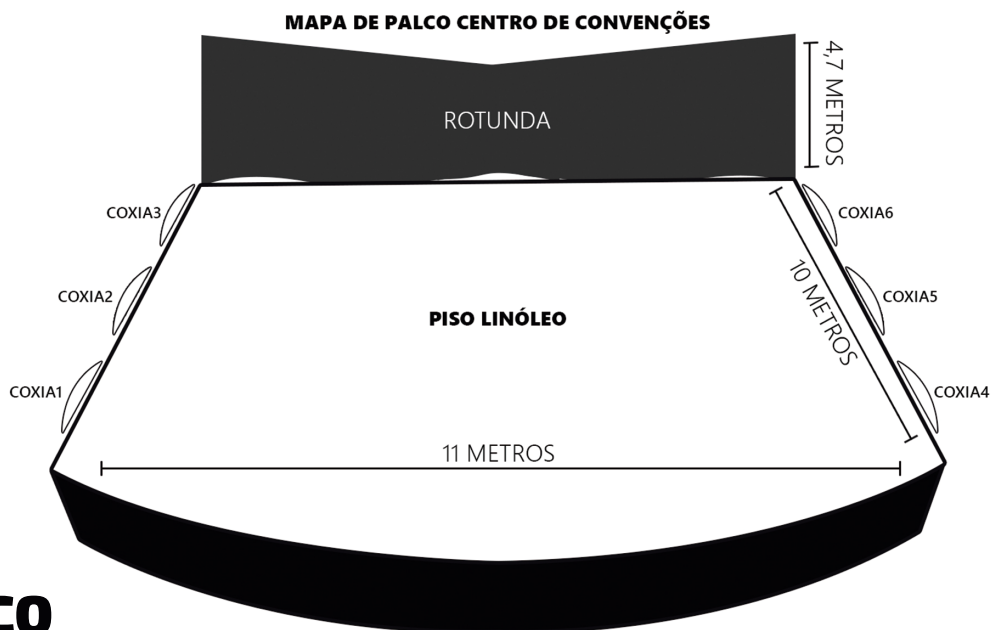 MAPA DE PALCO CENTRO DE CONVENÇÕES
4,7 METROS
ROTUNDA
COXIA3
COXIA6
COXIA2
COXIA5
10 METROS
PISO LINÓLEO
COXIA1
COXIA4
11 METROS
CO